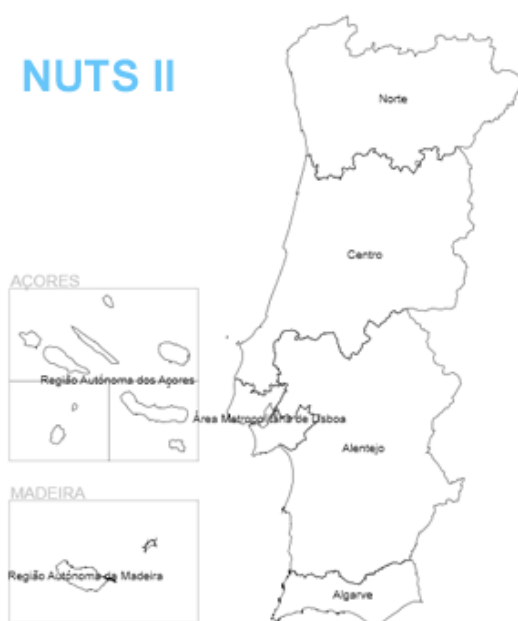 NUTS II
Norte
Centro
AÇORES
Região Autónoma dos Açores
Área Metropolitana de Lisboa
Alentejo
MADEIRA
Região Autónoma da Madeira
Algarve